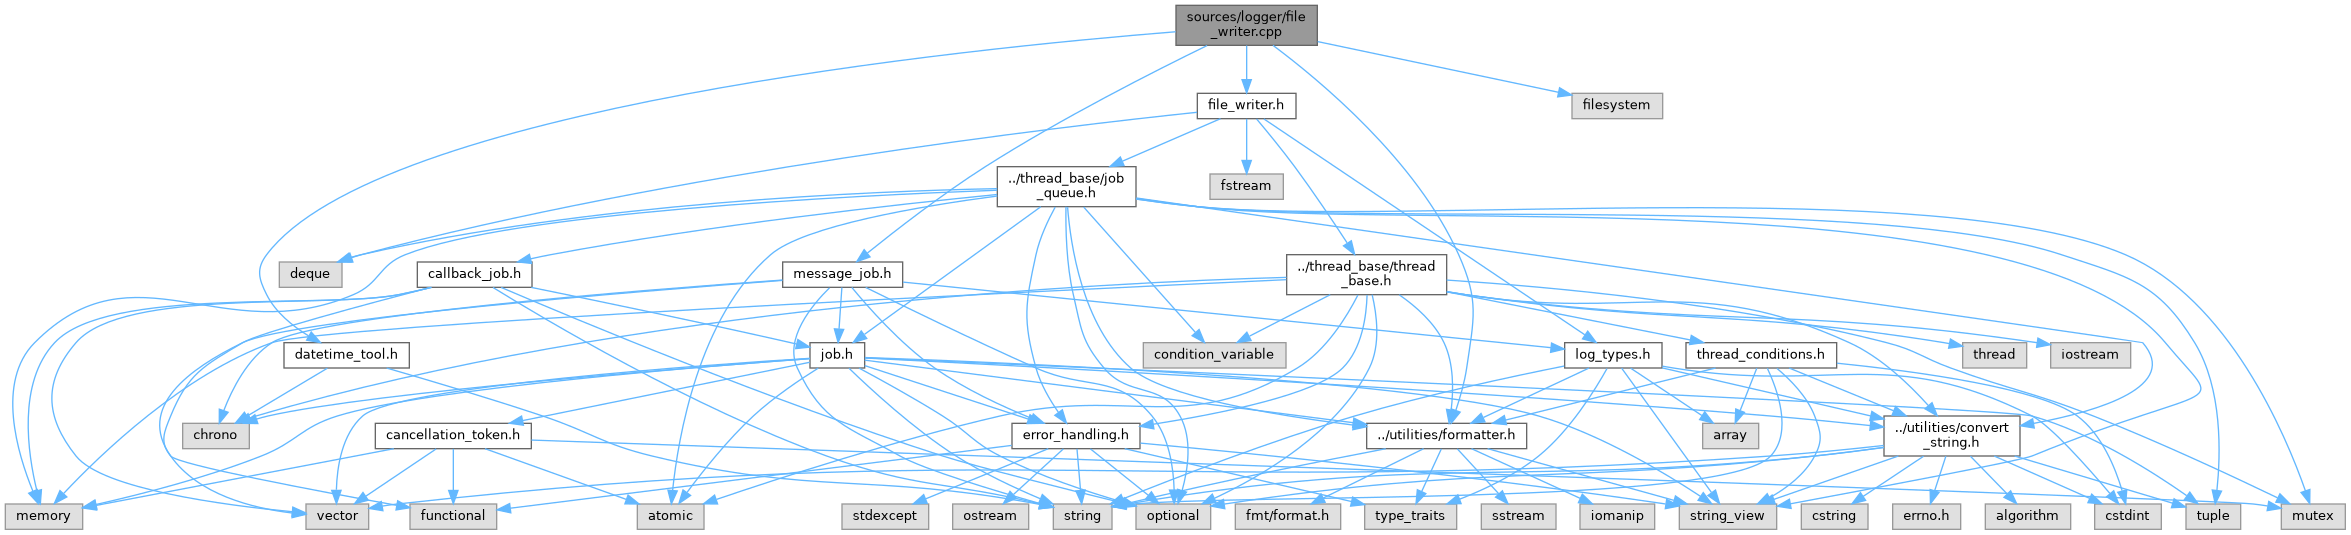 sources/logger/file
_writer.cpp
file_writer.h
filesystem
../thread_base/job
_queue.h
fstream
deque
callback_job.h
message_job.h
../thread_base/thread
_base.h
datetime_tool.h
job.h
condition_variable
log_types.h
thread_conditions.h
thread
iostream
chrono
cancellation_token.h
error_handling.h
../utilities/formatter.h
array
../utilities/convert
_string.h
memory
vector
functional
atomic
stdexcept
ostream
string
optional
fmt/format.h
type_traits
sstream
iomanip
string_view
cstring
errno.h
algorithm
cstdint
tuple
mutex